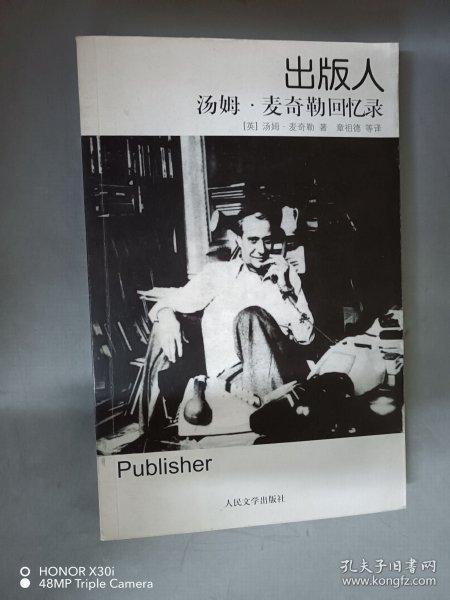 出版人
汤姆·麦奇勒回忆录
[英] 汤姆·麦奇勒 著 章祖德 等译
Publisher
人民文学出版社
HONOR X30i
48MP Triple Camera
孔夫子旧书网
www.kongfz.com